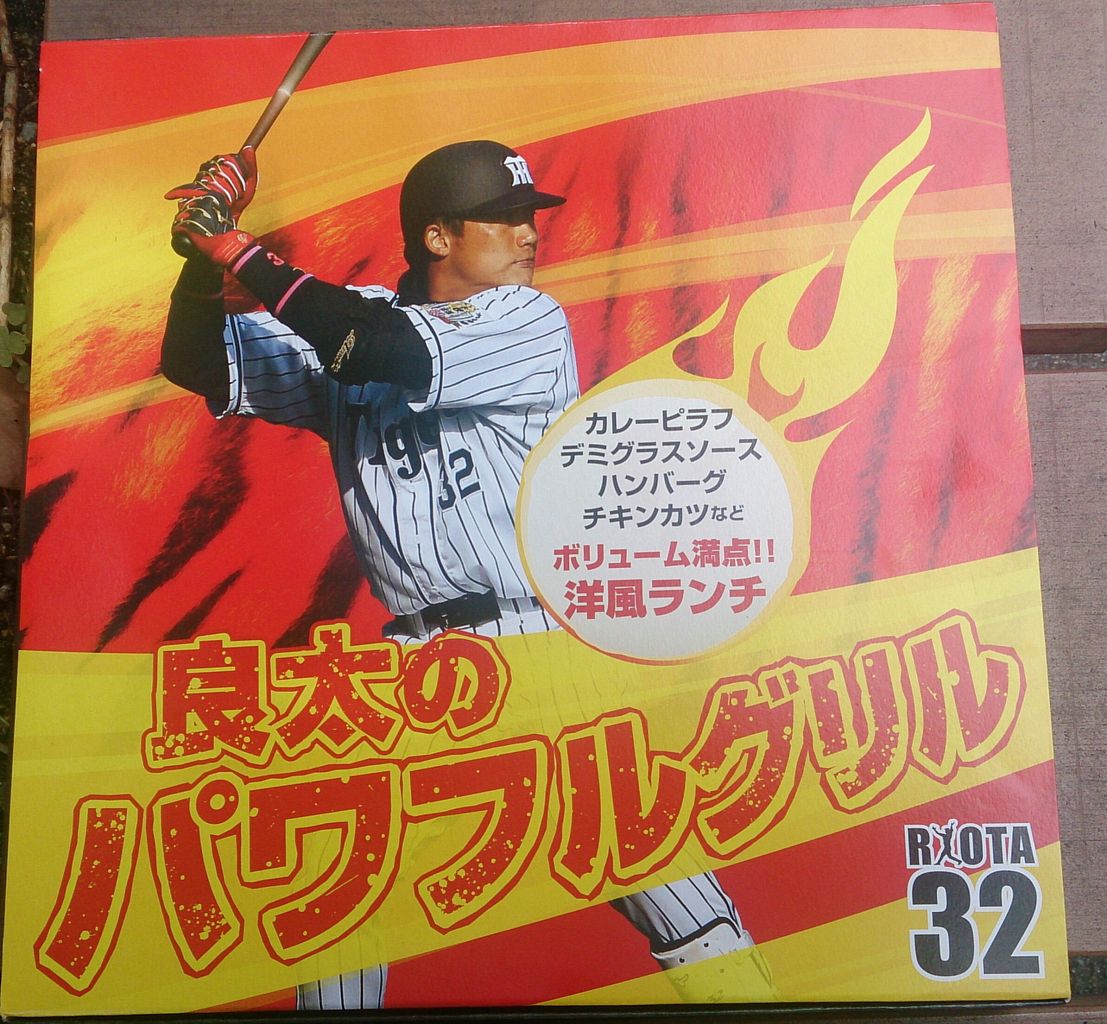 カレーピラフ
デミグラスソース
ハンバーグ
チキンカツなど
ボリューム満点!!
洋風ランチ
32
良太の
パワフルグリル
RYOTA
32